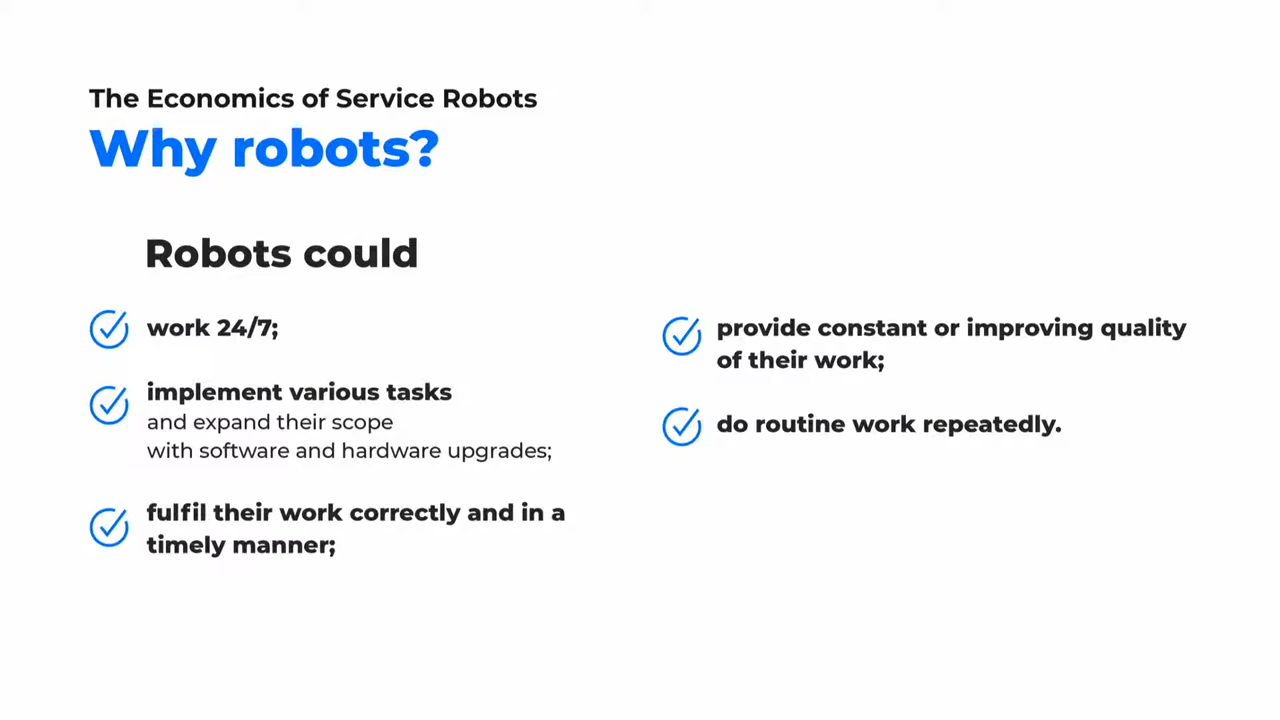 The Economics of Service Robots
Why robots?
Robots could
work 24/7;
implement various tasks
and expand their scope
with software and hardware upgrades;
fulfil their work correctly and in a
timely manner;
provide constant or improving quality
of their work;
do routine work repeatedly.